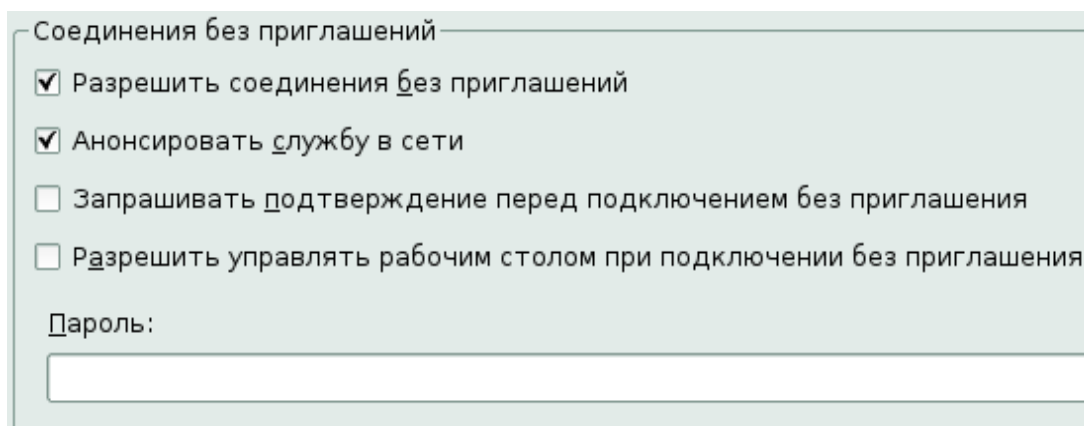 Соединения без приглашений
Разрешить соединения без приглашений
Анонсировать службу в сети
Запрашивать подтверждение перед подключением без приглашения
Разрешить управлять рабочим столом при подключении без приглашения
Пароль: